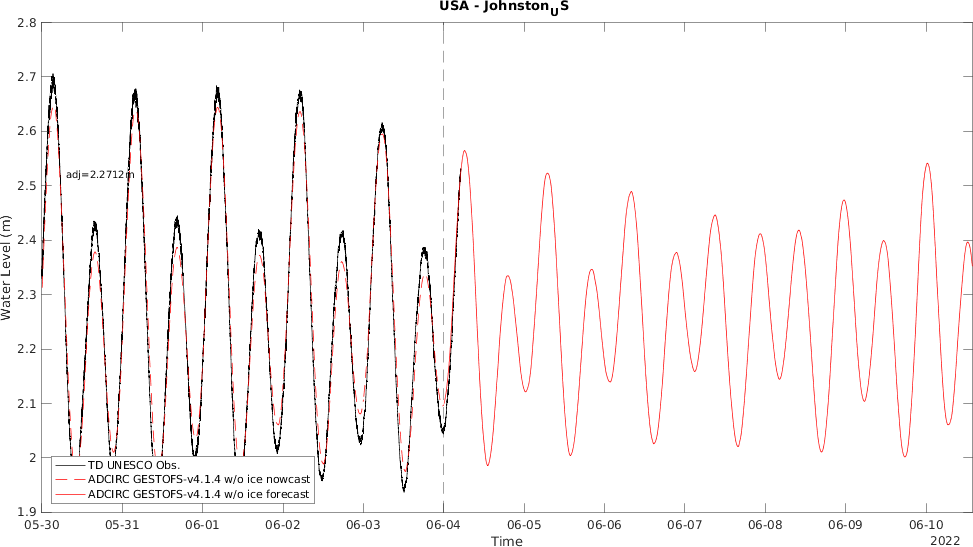 USA - Johnston_US
2.8
2.7
2.6
2.5
2.4
2.3
2.2
2.1
2
1.9
Water Level (m)
adj=2.2712m
TD UNESCO Obs.
ADCIRC GESTOFS-v4.1.4 w/o ice nowcast
ADCIRC GESTOFS-v4.1.4 w/o ice forecast
05-30 05-31 06-01 06-02 06-03 06-04 06-05 06-06 06-07 06-08 06-09 06-10
Time
2022